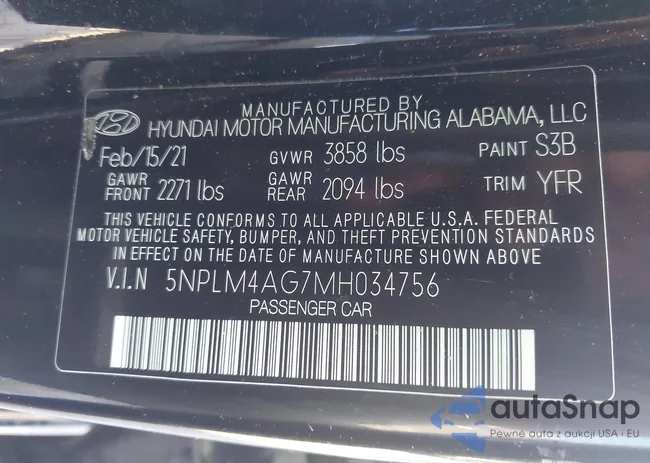 MANUFACTURED BY
HYUNDAI MOTOR MANUFACTURING ALABAMA, LLC
Feb/15/21 GVWR 3858 lbs PAINT S3B
GAWR FRONT 2271 lbs GAWR REAR 2094 lbs TRIM YFR
THIS VEHICLE CONFORMS TO ALL APPLICABLE U.S.A. FEDERAL
MOTOR VEHICLE SAFETY, BUMPER, AND THEFT PREVENTION STANDARDS
IN EFFECT ON THE DATE OF MANUFACTURE SHOWN ABOVE.
V.I.N 5NPLM4AG7MH034756
PASSENGER CAR
autaSnap
Pewne auta z aukcji USA i EU